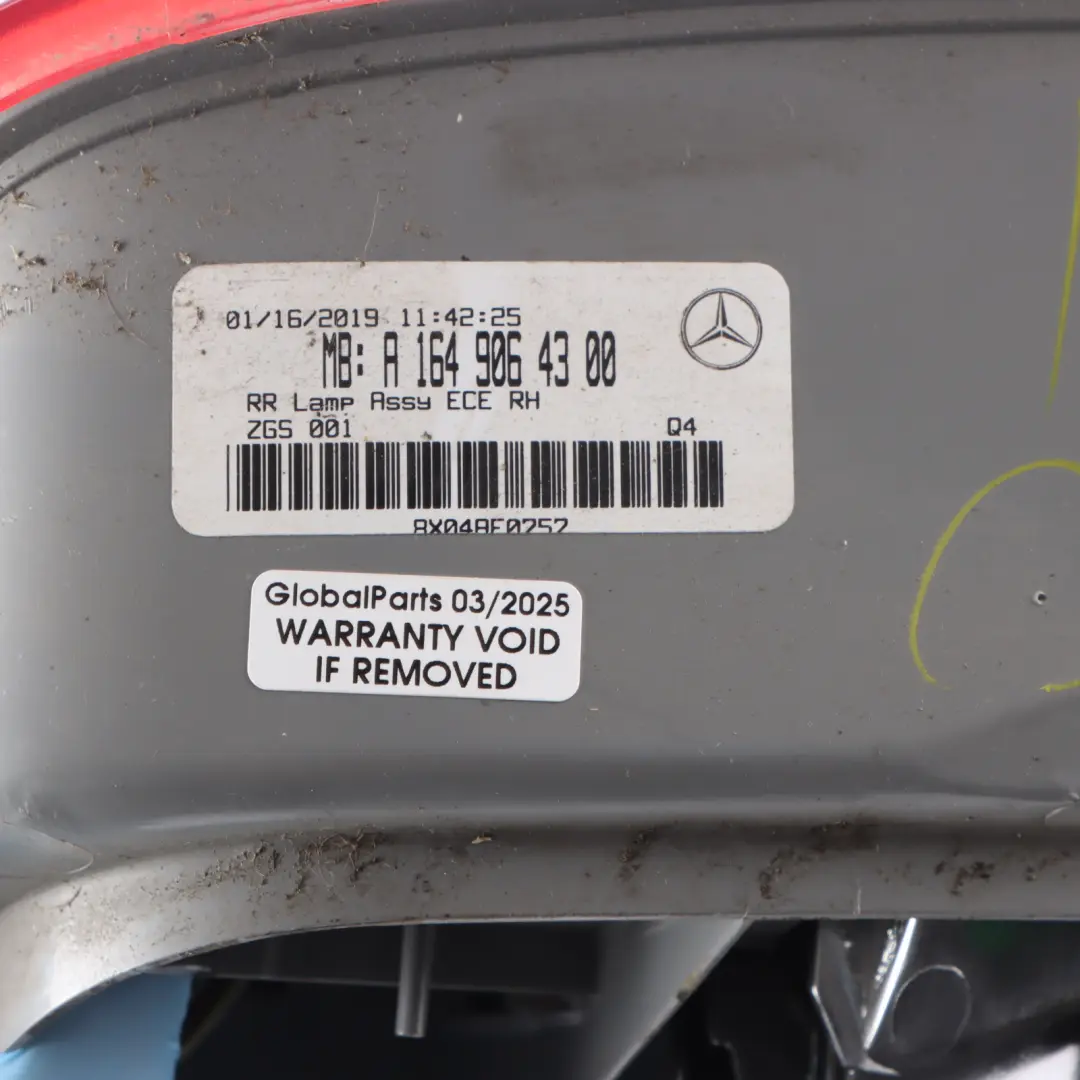 01/16/2019 11:42:25
MB: A 164 906 43 00
RR Lamp Assy ECE RH
ZGS 001 Q4
GlobalParts 03/2025
WARRANTY VOID
IF REMOVED